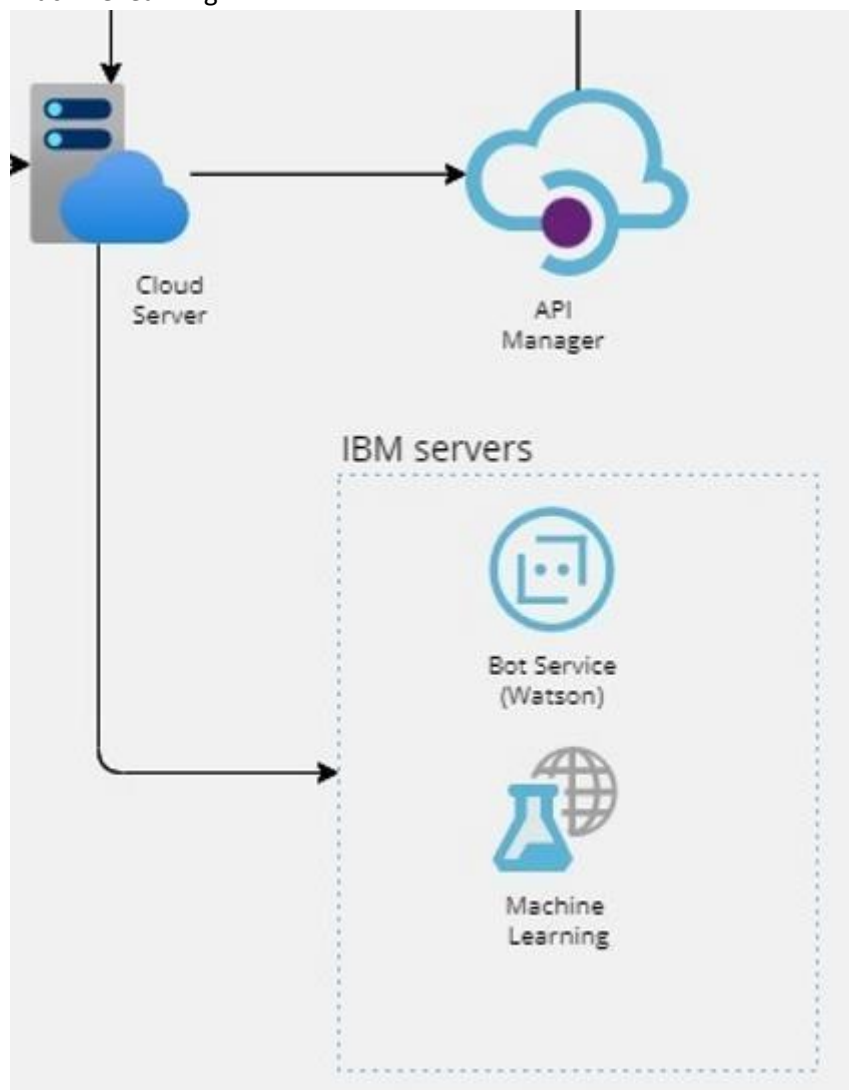 Cloud
Server
API
Manager
IBM servers
Bot Service
(Watson)
Machine
Learning